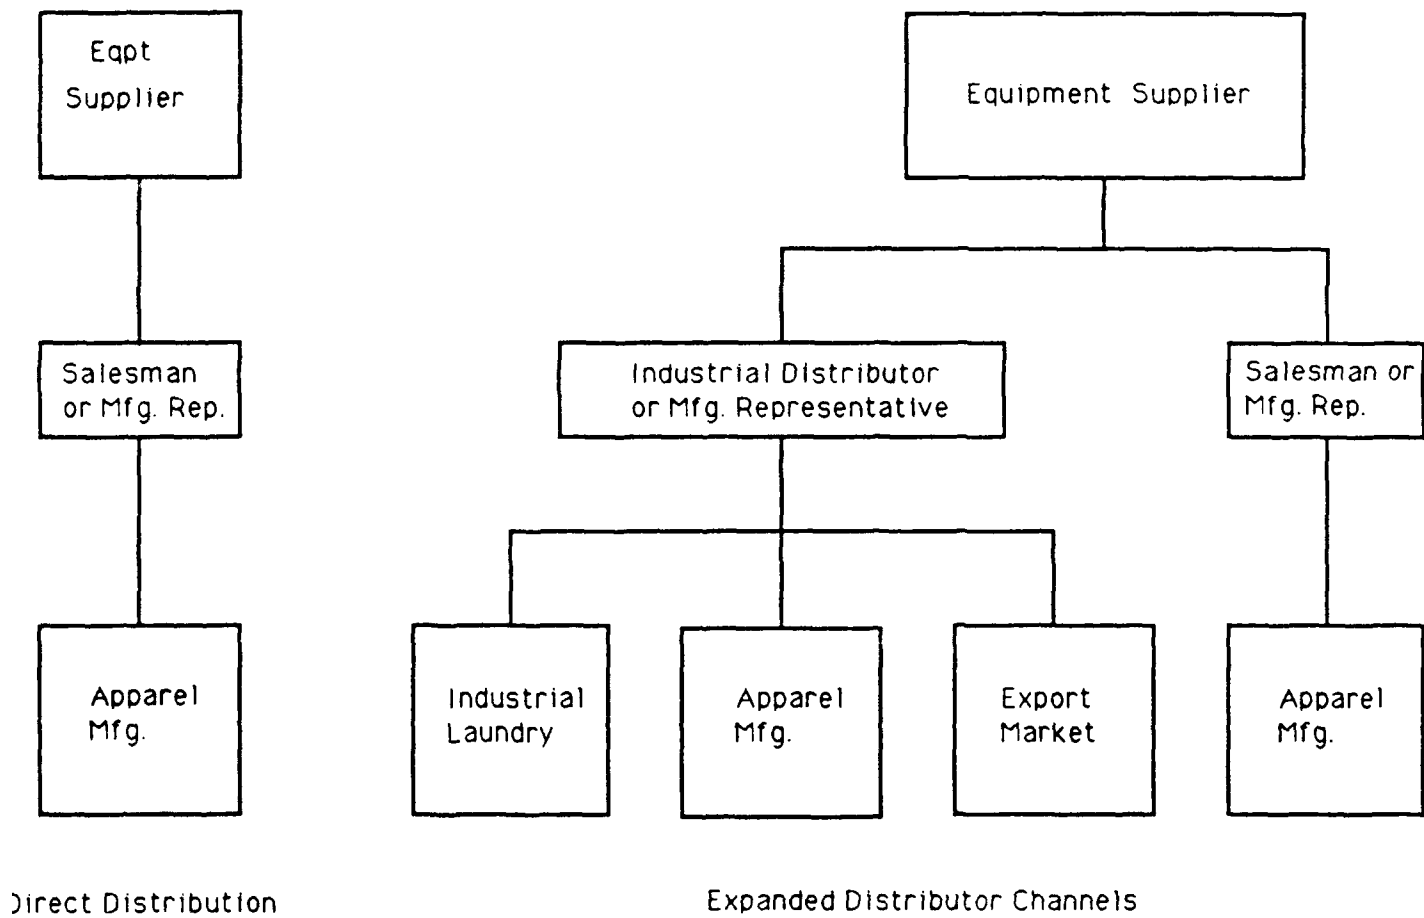 Eqpt
Supplier
Equipment Supplier
Salesman
or Mfg. Rep.
Industrial Distributor
or Mfg. Representative
Salesman or
Mfg. Rep.
Apparel
Mfg.
Industrial
Laundry
Apparel
Mfg.
Export
Market
Apparel
Mfg.
Direct Distribution
Expanded Distributor Channels